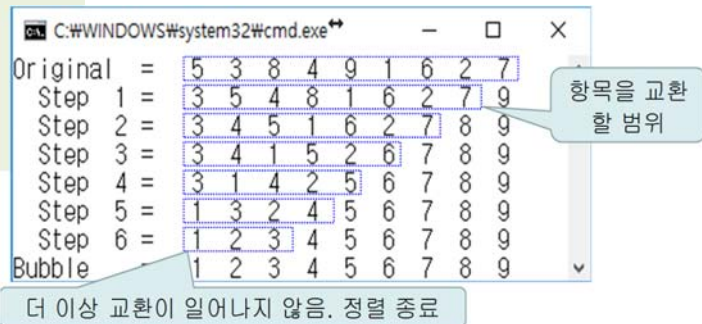 C:₩WINDOWS₩system32₩cmd.exe
Original = 5 3 8 4 9 1 6 2 7
Step 1 = 3 5 4 8 1 6 2 7 9
항목을 교환
할 범위
Step 2 = 3 4 5 1 6 2 7 8 9
Step 3 = 3 4 1 5 2 6 7 8 9
Step 4 = 3 1 4 2 5 6 7 8 9
Step 5 = 1 3 2 4 5 6 7 8 9
Step 6 = 1 2 3 4 5 6 7 8 9
Bubble = 1 2 3 4 5 6 7 8 9
더 이상 교환이 일어나지 않음. 정렬 종료